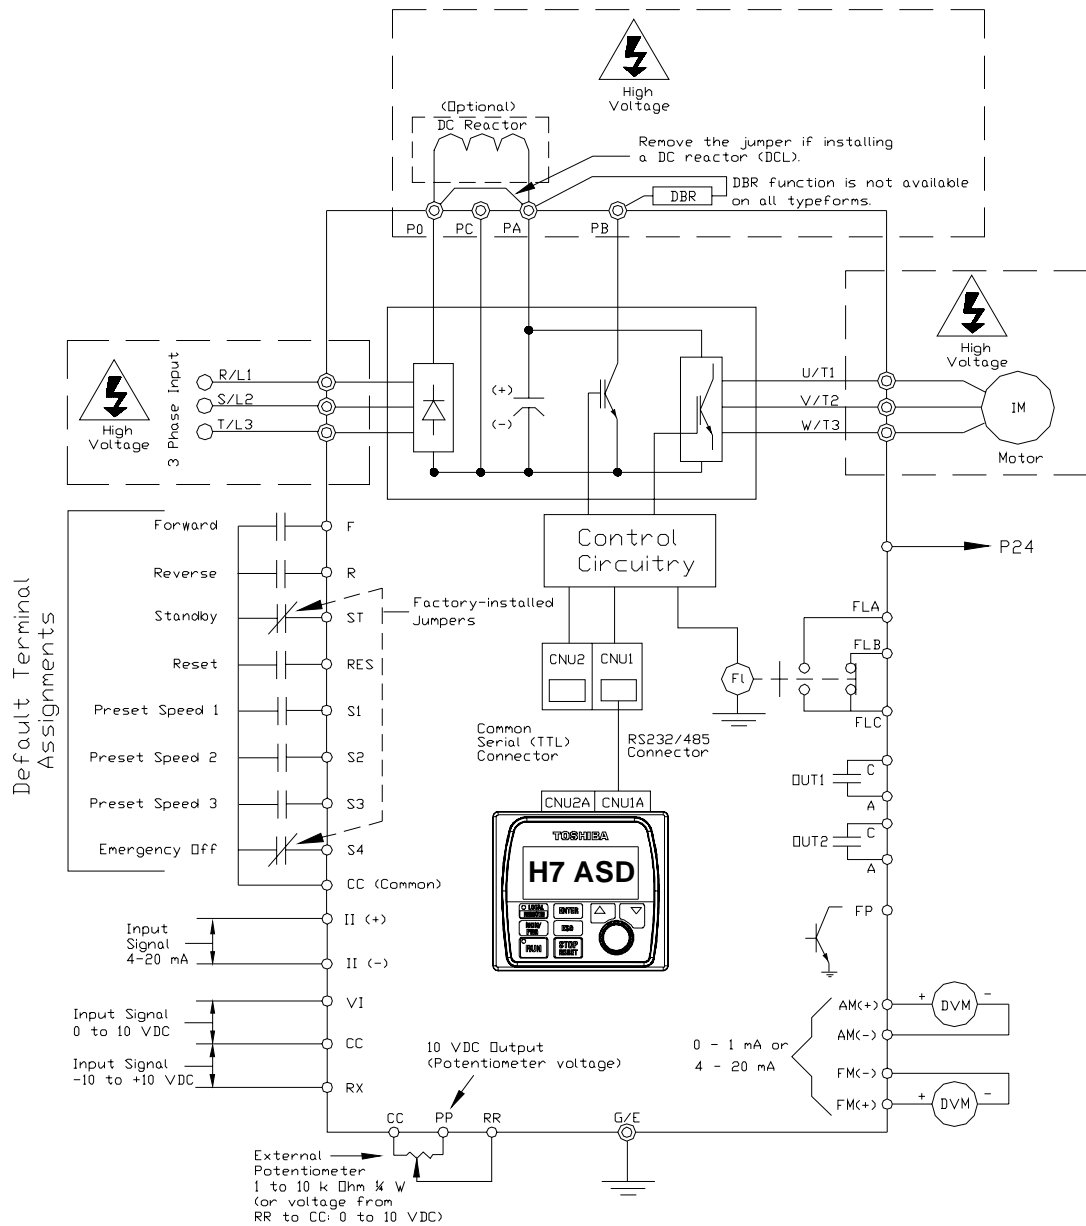 High
Voltage
(Optional)
DC Reactor
Remove the jumper if installing
a DC reactor (DCL).
DBR function is not available
on all typeforms.
DBR
PO
PC
PA
PB
High
Voltage
3 Phase Input
R/L1
S/L2
T/L3
(+)
(-)
U/T1
V/T2
W/T3
High
Voltage
IM
Motor
Default Terminal
Assignments
Forward
F
Reverse
R
Standby
ST
Reset
RES
Preset Speed 1
S1
Preset Speed 2
S2
Preset Speed 3
S3
Emergency Off
S4
CC (Common)
Factory-installed
Jumpers
Control
Circuitry
CNU2
CNU1
Common
Serial (TTL)
Connector
RS232/485
Connector
CNU2A
CNU1A
TOSHIBA
H7 ASD
LOCAL
REMOTE
ENTER
MON/
PRG
ESC
RUN
STOP
RESET
High
Voltage
P24
FLA
FLB
FL
FLC
OUT1
C
A
OUT2
C
A
FP
Input
Signal
4-20 mA
II (+)
II (-)
Input Signal
0 to 10 VDC
VI
CC
Input Signal
-10 to +10 VDC
RX
10 VDC Output
(Potentiometer voltage)
CC
PP
RR
G/E
External
Potentiometer
1 to 10 k Ohm ¼ W
(or voltage from
RR to CC: 0 to 10 VDC)
0 - 1 mA or
4 - 20 mA
AM(+)
+
DVM
-
AM(-)
FM(-)
FM(+)
+
DVM
-